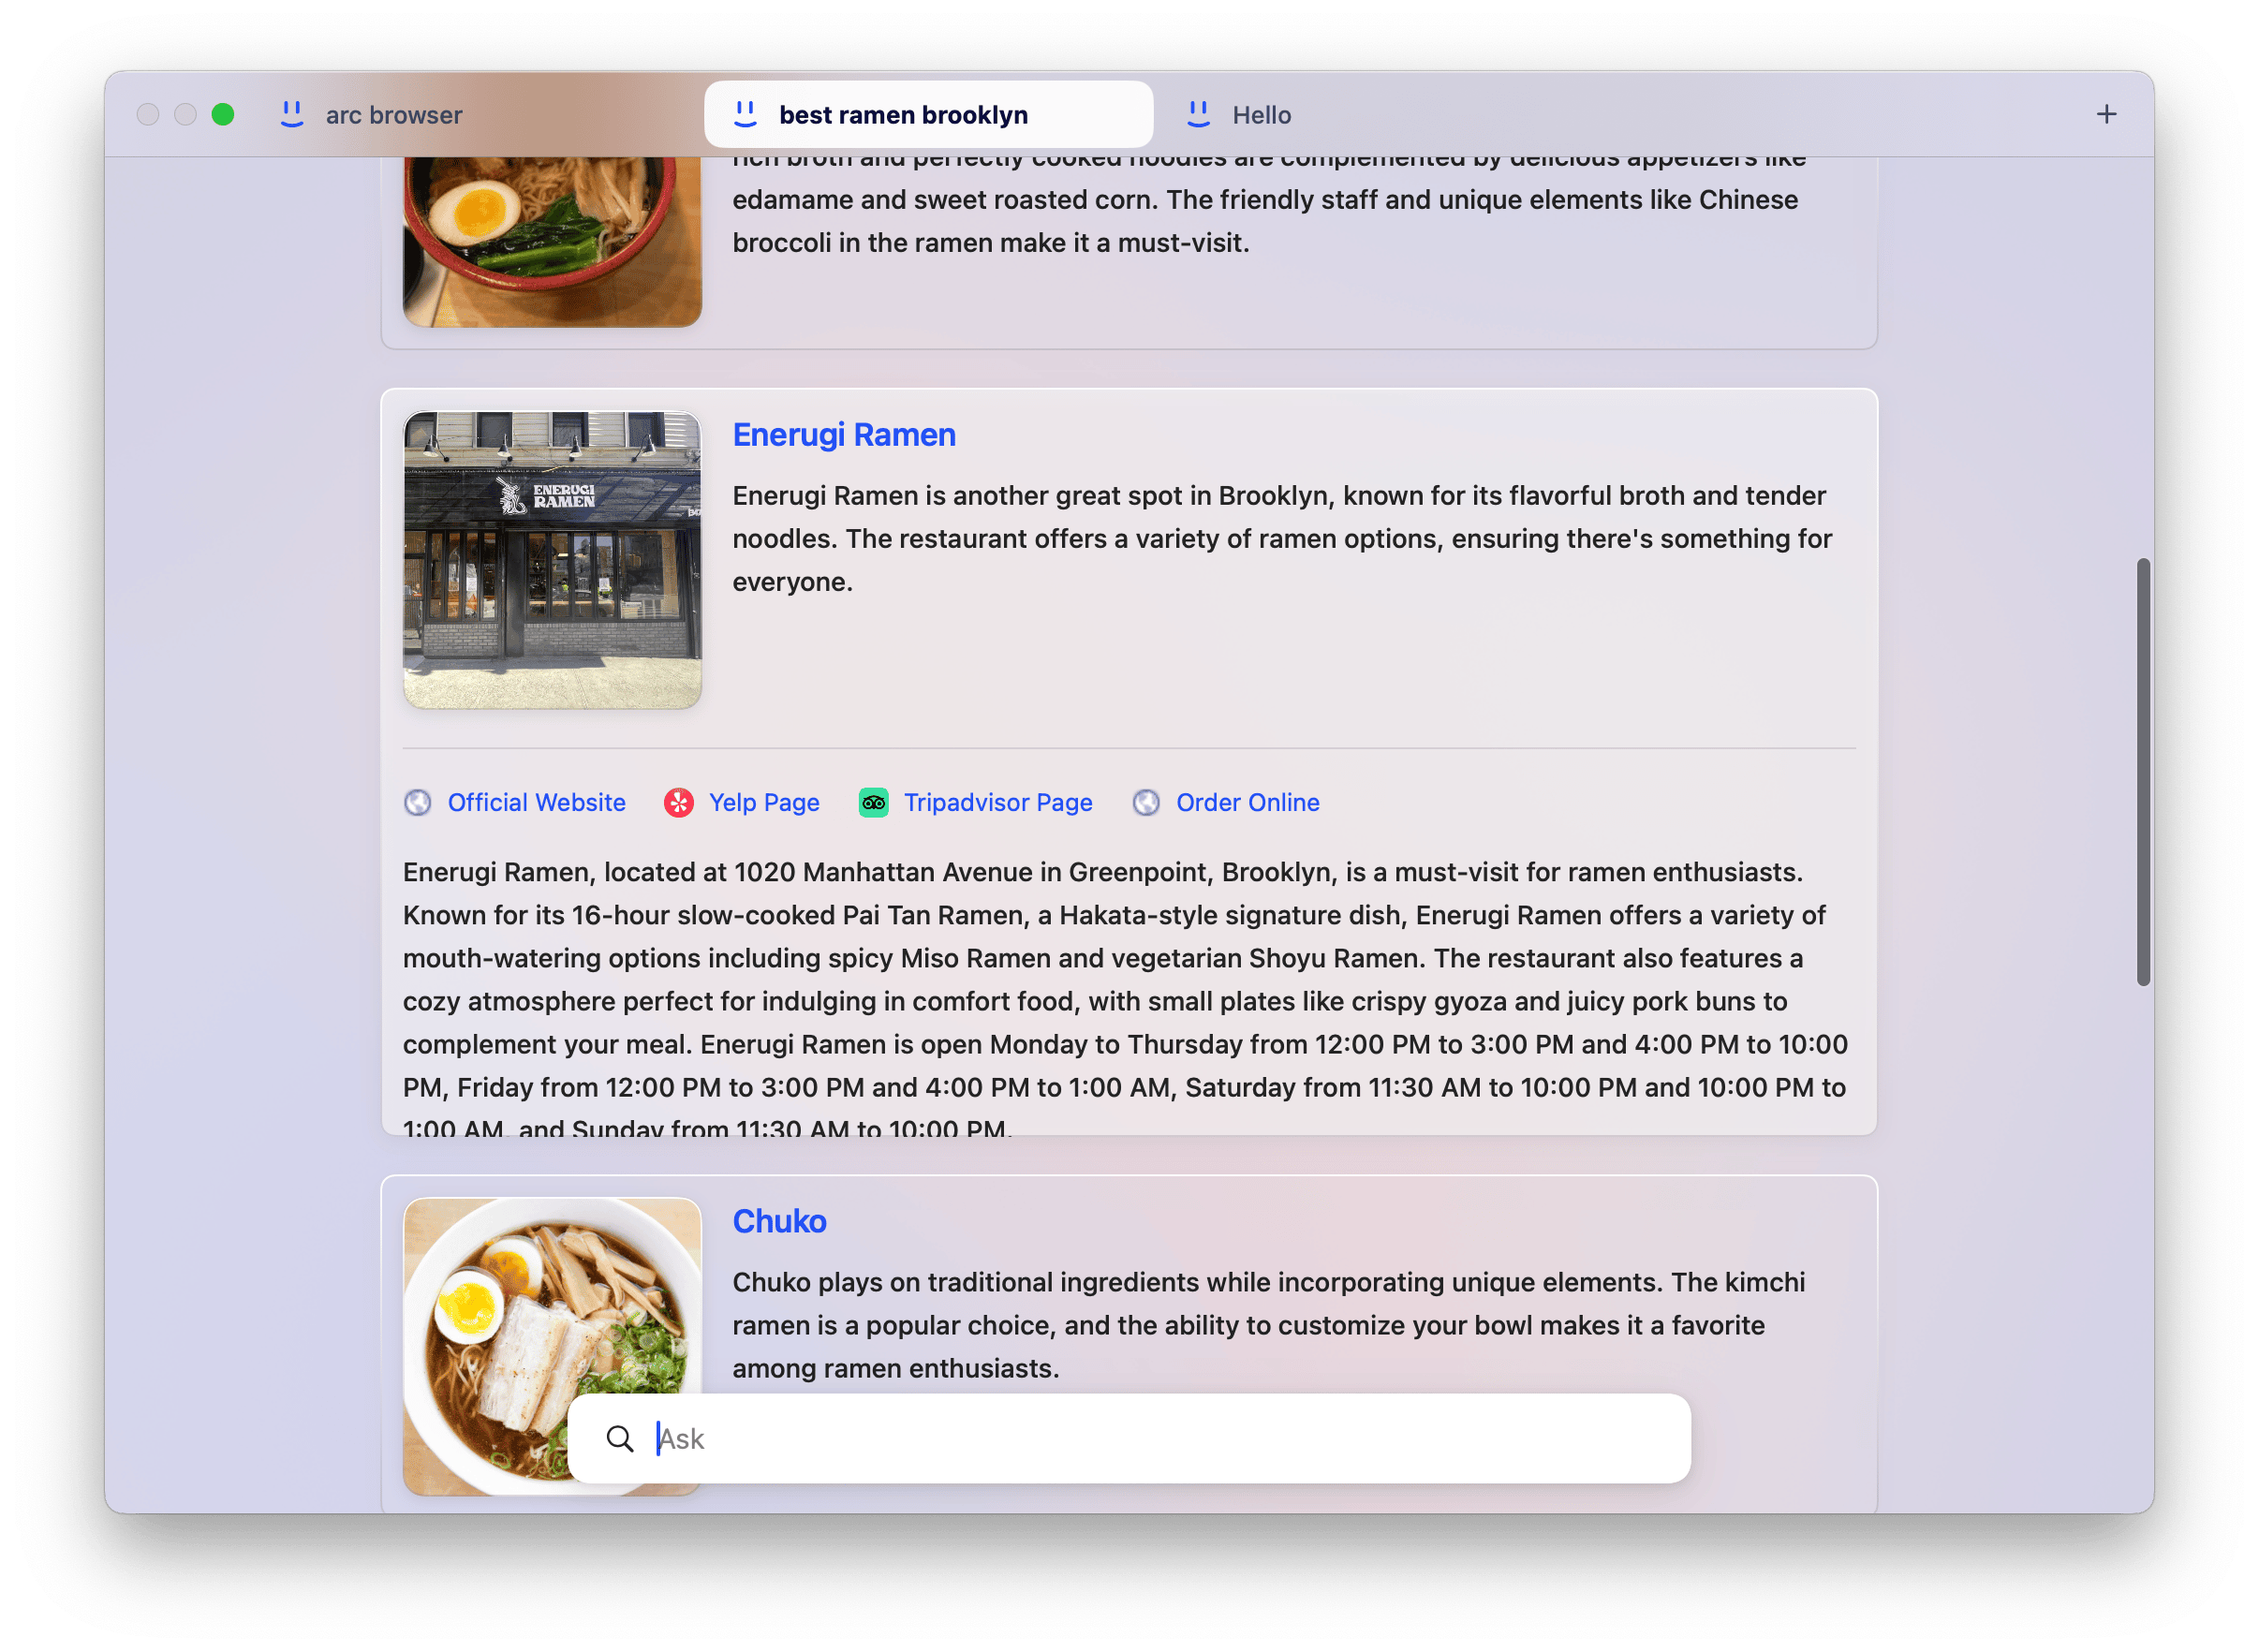 arc browser
best ramen brooklyn
Hello
rich broth and perfectly cooked noodles are complemented by delicious appetizers like
edamame and sweet roasted corn. The friendly staff and unique elements like Chinese
broccoli in the ramen make it a must-visit.
ENERUGI
RAMEN
Enerugi Ramen
Enerugi Ramen is another great spot in Brooklyn, known for its flavorful broth and tender
noodles. The restaurant offers a variety of ramen options, ensuring there's something for
everyone.
Official Website Yelp Page Tripadvisor Page Order Online
Enerugi Ramen, located at 1020 Manhattan Avenue in Greenpoint, Brooklyn, is a must-visit for ramen enthusiasts.
Known for its 16-hour slow-cooked Pai Tan Ramen, a Hakata-style signature dish, Enerugi Ramen offers a variety of
mouth-watering options including spicy Miso Ramen and vegetarian Shoyu Ramen. The restaurant also features a
cozy atmosphere perfect for indulging in comfort food, with small plates like crispy gyoza and juicy pork buns to
complement your meal. Enerugi Ramen is open Monday to Thursday from 12:00 PM to 3:00 PM and 4:00 PM to 10:00
PM, Friday from 12:00 PM to 3:00 PM and 4:00 PM to 1:00 AM, Saturday from 11:30 AM to 10:00 PM and 10:00 PM to
1:00 AM, and Sunday from 11:30 AM to 10:00 PM.
Chuko
Chuko plays on traditional ingredients while incorporating unique elements. The kimchi
ramen is a popular choice, and the ability to customize your bowl makes it a favorite
among ramen enthusiasts.
Ask